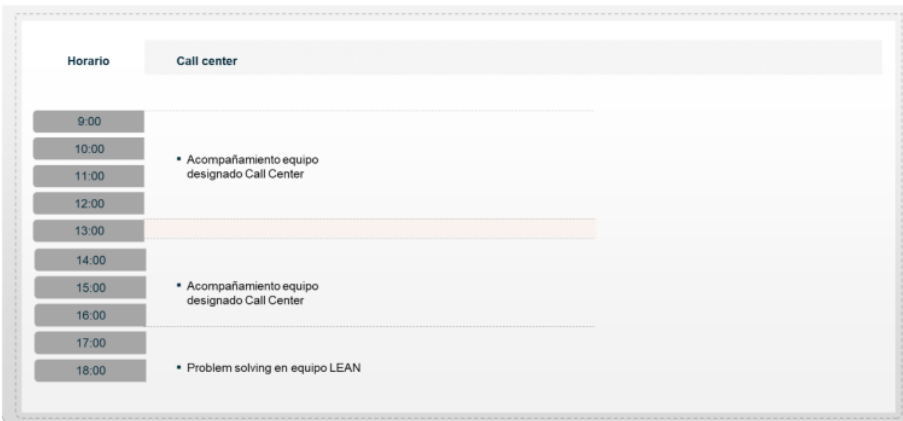 Horario Call center
9:00
10:00
▪ Acompañamiento equipo
designado Call Center
11:00
12:00
13:00
14:00
15:00
▪ Acompañamiento equipo
designado Call Center
16:00
17:00
18:00
▪ Problem solving en equipo LEAN